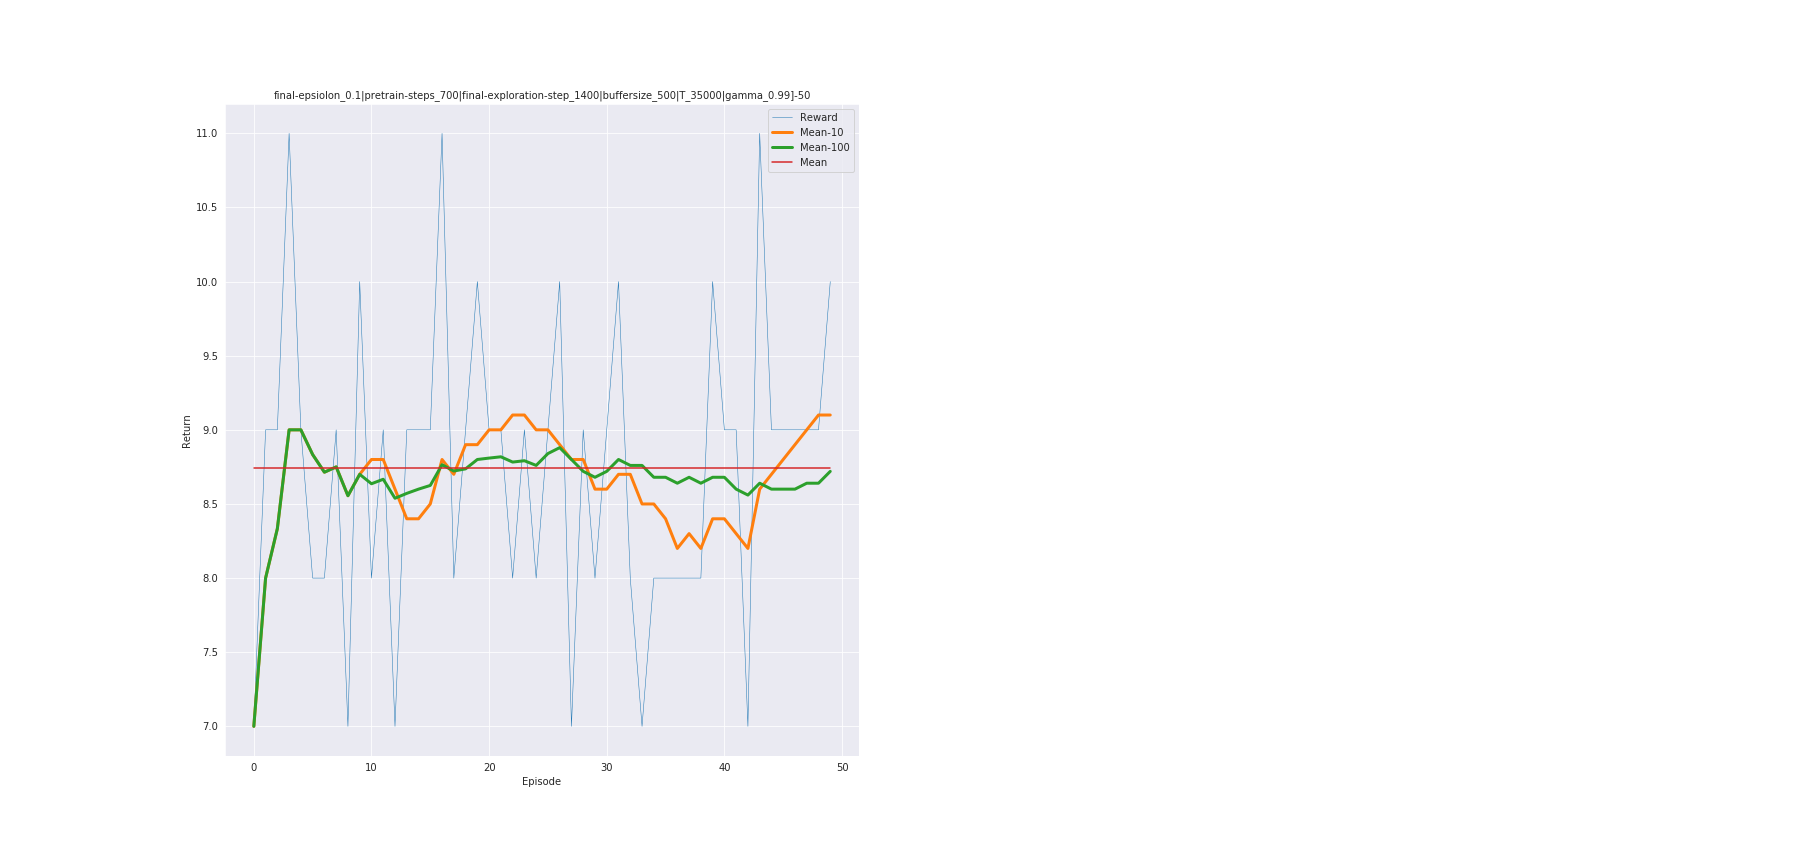 final-epsiolon_0.1|pretrain-steps_700|final-exploration-step_1400|buffersize_500|T_35000|gamma_0.99]-50
Reward
Mean-10
Mean-100
Mean
11.0
10.5
10.0
9.5
9.0
8.5
8.0
7.5
7.0
Return
0 10 20 30 40 50
Episode